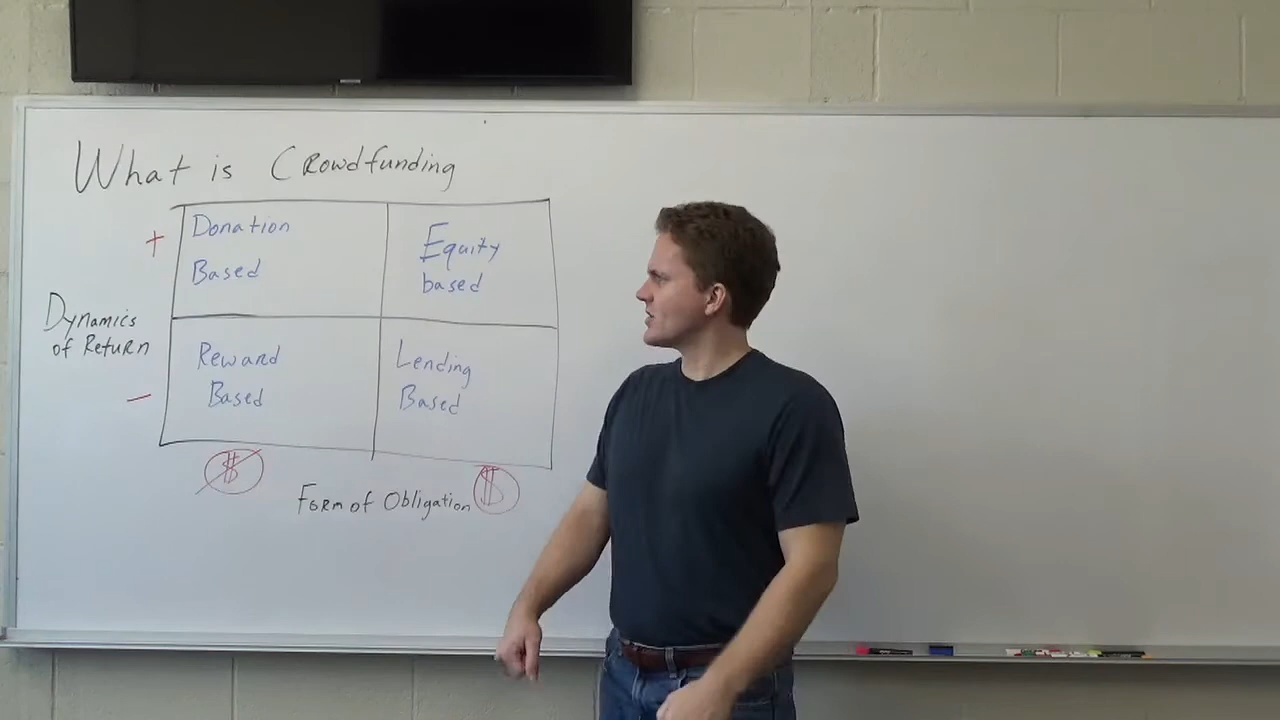 What is Crowdfunding
+
Donation
Based
Equity
based
Dynamics
of Return
Reward
Based
Lending
Based
-
$
$
Form of Obligation